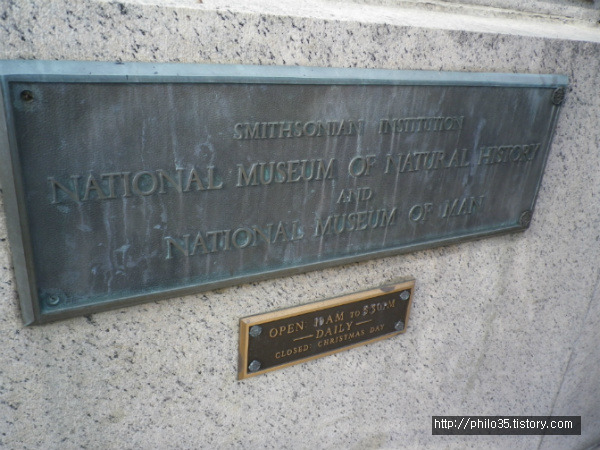 SMITHSONIAN INSTITUTION
NATIONAL MUSEUM OF NATURAL HISTORY
AND
NATIONAL MUSEUM OF MAN
OPEN 10AM TO 5:30PM
DAILY
CLOSED CHRISTMAS DAY
http://philo35.tistory.com